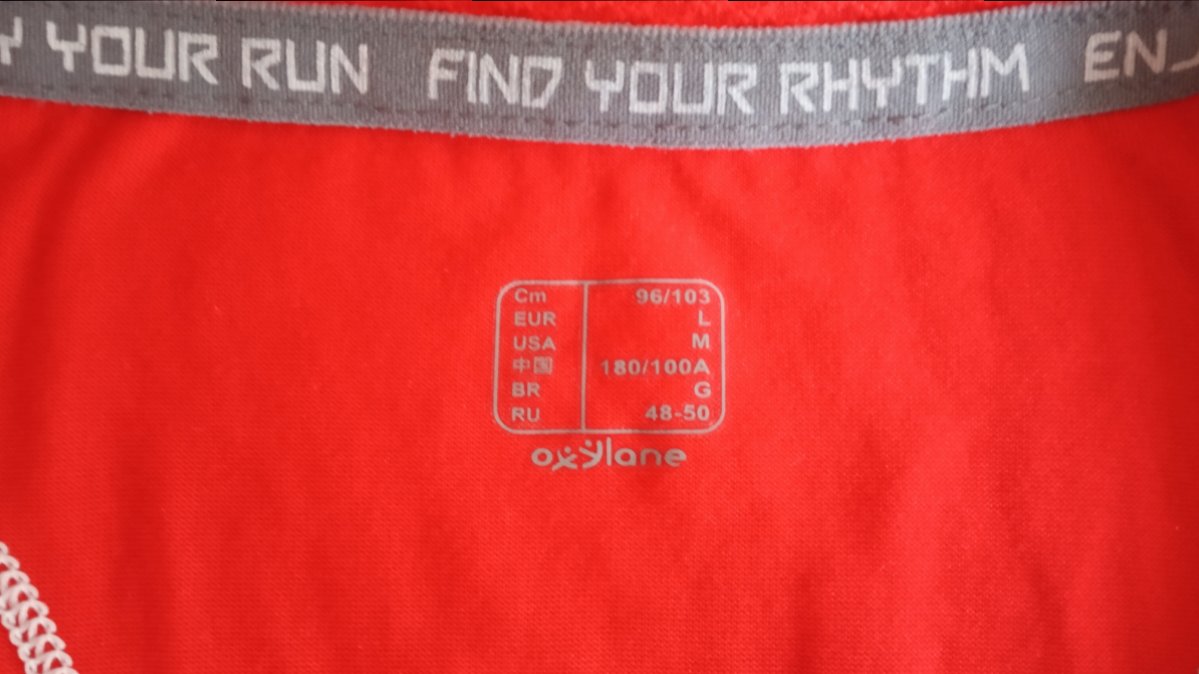 Y YOUR RUN FIND YOUR RHYTHM ENJ
Cm 96/103
EUR L
USA M
中国 180/100A
BR G
RU 48-50
oxylane